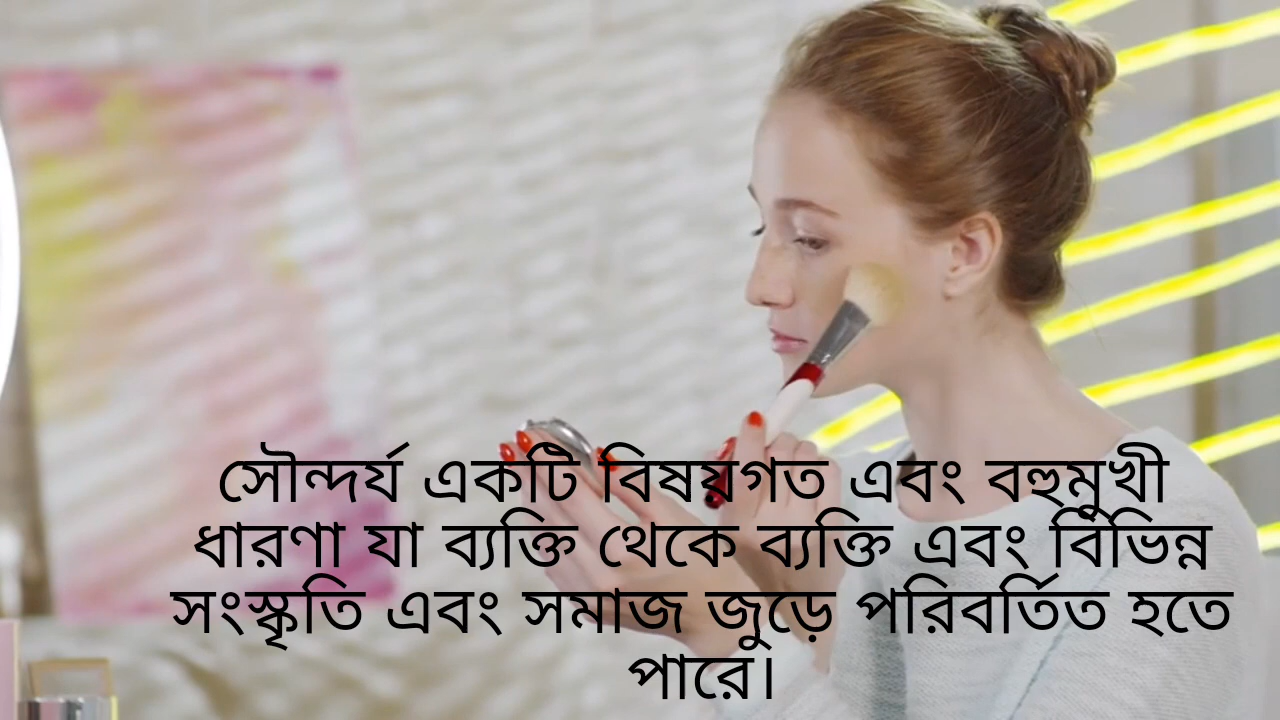 সৌন্দর্য একটি বিষয়গত এবং বহুমুখী
ধারণা যা ব্যক্তি থেকে ব্যক্তি এবং বিভিন্ন
সংস্কৃতি এবং সমাজ জুড়ে পরিবর্তিত হতে
পারে।